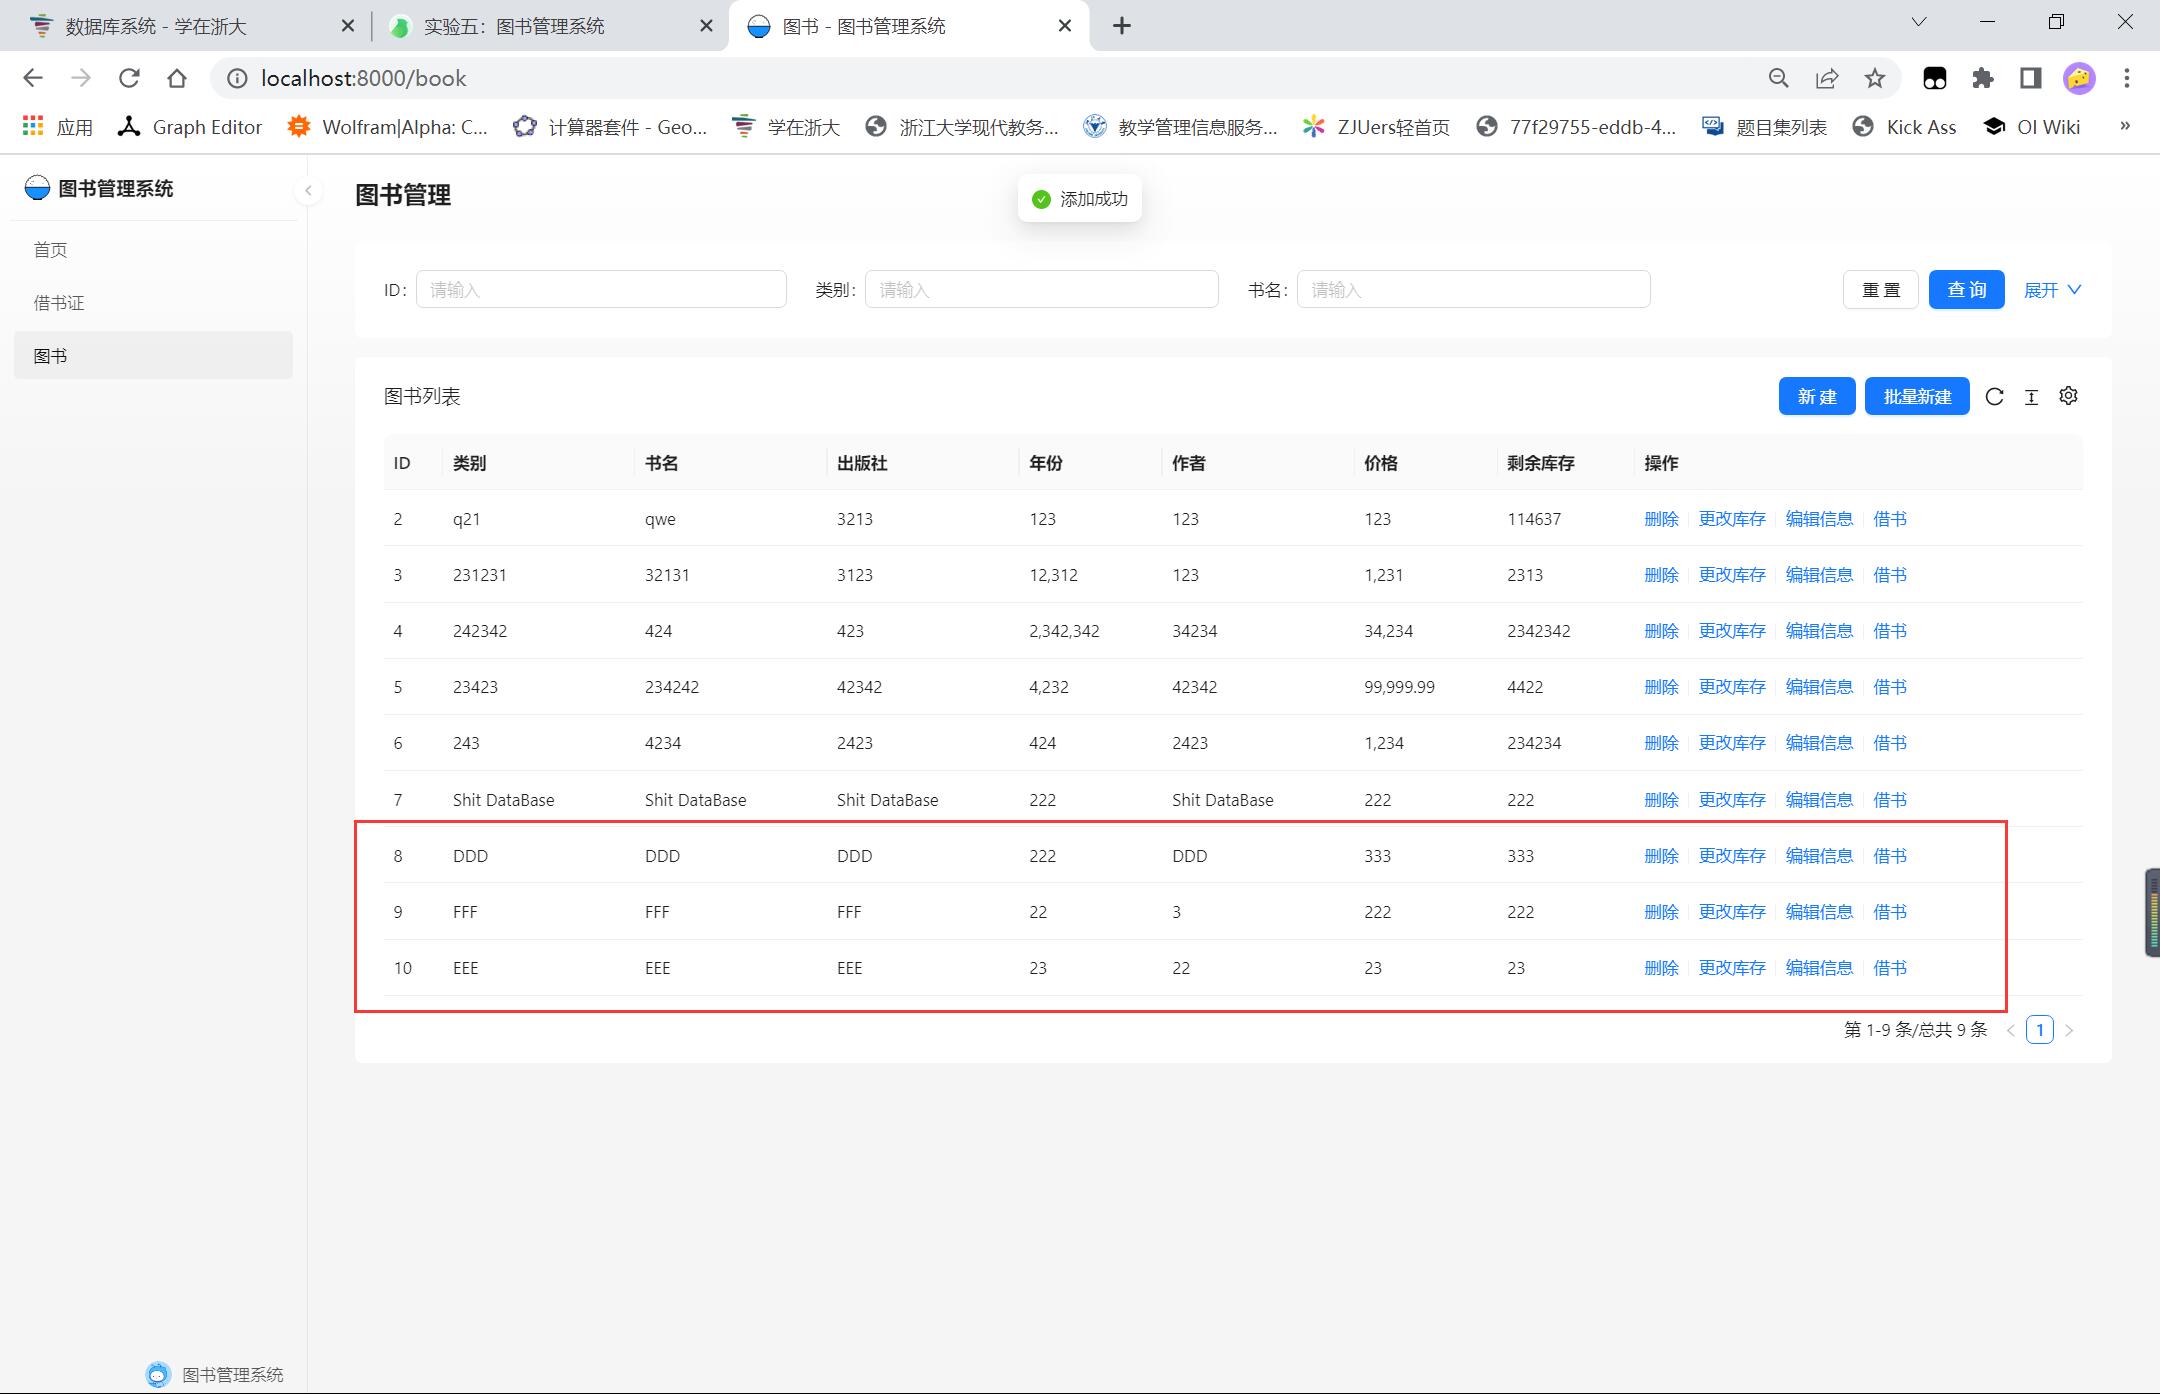 数据库系统 - 学在浙大
实验五：图书管理系统
图书 - 图书管理系统
localhost:8000/book
应用 Graph Editor Wolfram|Alpha: C... 计算器套件 - Geo... 学在浙大 浙江大学现代教务... 教学管理信息服务... ZJUers轻首页 77f29755-eddb-4... 题目集列表 Kick Ass OI Wiki »
图书管理系统
首页
借书证
图书
图书管理
添加成功
ID： 请输入 类别： 请输入 书名： 请输入 重 置 查 询 展开
图书列表 新 建 批量新建
ID 类别 书名 出版社 年份 作者 价格 剩余库存 操作
2 q21 qwe 3213 123 123 123 114637 删除 更改库存 编辑信息 借书
3 231231 32131 3123 12,312 123 1,231 2313 删除 更改库存 编辑信息 借书
4 242342 424 423 2,342,342 34234 34,234 2342342 删除 更改库存 编辑信息 借书
5 23423 234242 42342 4,232 42342 99,999.99 4422 删除 更改库存 编辑信息 借书
6 243 4234 2423 424 2423 1,234 234234 删除 更改库存 编辑信息 借书
7 Shit DataBase Shit DataBase Shit DataBase 222 Shit DataBase 222 222 删除 更改库存 编辑信息 借书
8 DDD DDD DDD 222 DDD 333 333 删除 更改库存 编辑信息 借书
9 FFF FFF FFF 22 3 222 222 删除 更改库存 编辑信息 借书
10 EEE EEE EEE 23 22 23 23 删除 更改库存 编辑信息 借书
第 1-9 条/总共 9 条 < 1 >
图书管理系统